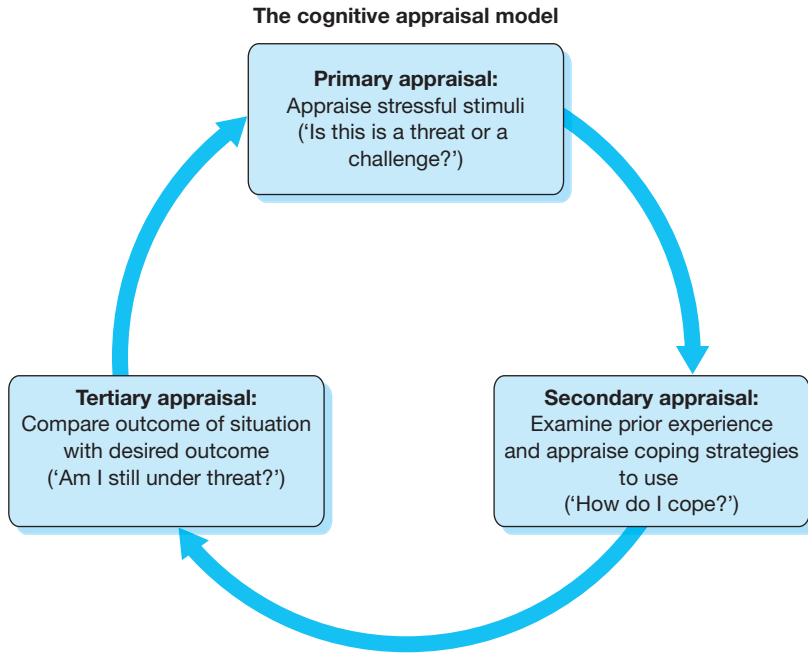 The cognitive appraisal model
Primary appraisal:
Appraise stressful stimuli
(‘Is this is a threat or a
challenge?’)
Tertiary appraisal:
Compare outcome of situation
with desired outcome
(‘Am I still under threat?’)
Secondary appraisal:
Examine prior experience
and appraise coping strategies
to use
(‘How do I cope?’)